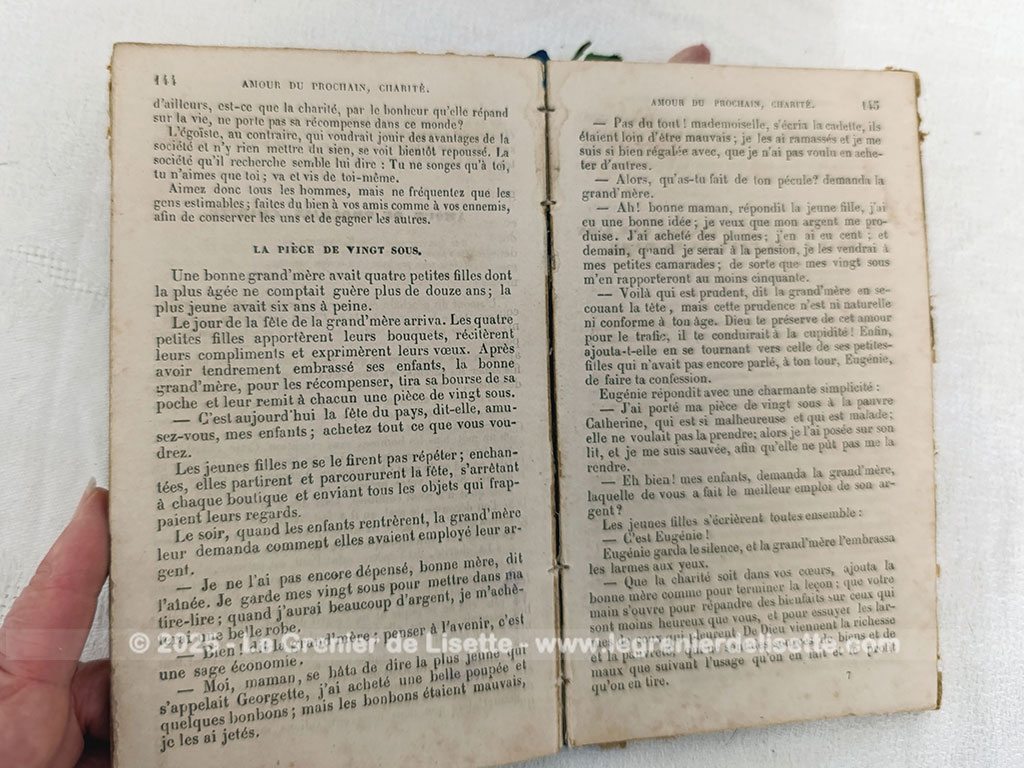 144
AMOUR DU PROCHAIN, CHARITÉ.
d'ailleurs, est-ce que la charité, par le bonheur qu'elle répand
sur la vie, ne porte pas sa récompense dans ce monde?
L'égoïste, au contraire, qui voudrait jouir des avantages de la
société et n'y rien mettre du sien, se voit bientôt repoussé. La
société qu'il recherche semble lui dire : Tu ne songes qu'à toi,
tu n'aimes que toi; va et vis de toi-même.
Aimez donc tous les hommes, mais ne fréquentez que les
gens estimables; faites du bien à vos amis comme à vos ennemis,
afin de conserver les uns et de gagner les autres.
LA PIÈCE DE VINGT SOUS.
Une bonne grand'mère avait quatre petites filles dont
la plus âgée ne comptait guère plus de douze ans; la
plus jeune avait six ans à peine.
Le jour de la fête de la grand'mère arriva. Les quatre
petites filles apportèrent leurs bouquets, récitèrent
leurs compliments et exprimèrent leurs vœux. Après
avoir tendrement embrassé ses enfants, la bonne
grand'mère, pour les récompenser, tira sa bourse de sa
poche et leur remit à chacun une pièce de vingt sous.
— C'est aujourd'hui la fête du pays, dit-elle, amu-
sez-vous, mes enfants; achetez tout ce que vous vou-
drez.
Les jeunes filles ne se le firent pas répéter; enchan-
tées, elles partirent et parcoururent la fête, s'arrêtant
à chaque boutique et enviant tous les objets qui frap-
paient leurs regards.
Le soir, quand les enfants rentrèrent, la grand'mère
leur demanda comment elles avaient employé leur ar-
gent.
— Je ne l'ai pas encore dépensé, bonne mère, dit
l'aînée. Je garde mes vingt sous pour mettre dans ma
tire-lire; quand j'aurai beaucoup d'argent, je m'achè-
terai une belle robe.
— Bien, dit la grand'mère; penser à l'avenir, c'est
une sage économie.
— Moi, maman, se hâta de dire la plus jeune qui
s'appelait Georgette, j'ai acheté une belle poupée et
quelques bonbons; mais les bonbons étaient mauvais,
je les ai jetés.
AMOUR DU PROCHAIN, CHARITÉ.
145
— Pas du tout! mademoiselle, s'écria la cadette, ils
étaient loin d'être mauvais; je les ai ramassés et je me
suis si bien régalée avec, que je n'ai pas voulu en ache-
ter d'autres.
— Alors, qu'as-tu fait de ton pécule? demanda la
grand'mère.
— Ah! bonne maman, répondit la jeune fille, j'ai
eu une bonne idée; je veux que mon argent me pro-
duise. J'ai acheté des plumes; j'en ai eu cent; et
demain, quand je serai à la pension, je les vendrai à
mes petites camarades; de sorte que mes vingt sous
m'en rapporteront au moins cinquante.
— Voilà qui est prudent, dit la grand'mère en se-
couant la tête, mais cette prudence n'est ni naturelle
ni conforme à ton âge. Dieu te préserve de cet amour
pour le trafic, il te conduirait à la cupidité! Enfin,
ajouta-t-elle en se tournant vers celle de ses petites-
filles qui n'avait pas encore parlé, à ton tour, Eugénie,
de faire ta confession.
Eugénie répondit avec une charmante simplicité :
— J'ai porté ma pièce de vingt sous à la pauvre
Catherine, qui est si malheureuse et qui est malade;
elle ne voulait pas la prendre; alors je l'ai posée sur son
lit, et je me suis sauvée, afin qu'elle ne pût pas me la
rendre.
— Eh bien! mes enfants, demanda la grand'mère,
laquelle de vous a fait le meilleur emploi de son ar-
gent?
Les jeunes filles s'écrièrent toutes ensemble :
— C'est Eugénie!
Eugénie garda le silence, et la grand'mère l'embrassa
les larmes aux yeux.
— Que la charité soit dans vos cœurs, ajouta la
bonne mère comme pour terminer la leçon; que votre
main s'ouvre pour répandre des bienfaits sur ceux qui
sont moins heureux que vous, et pour essuyer les lar-
mes de ceux qui pleurent. De Dieu viennent la richesse
et la pauvreté; elles sont les sources de biens et de
maux que suivant l'usage qu'on en fait et le profit
qu'on en tire.
7
© 2025 - Le Grenier de Lisette - www.legrenierdelisette.com